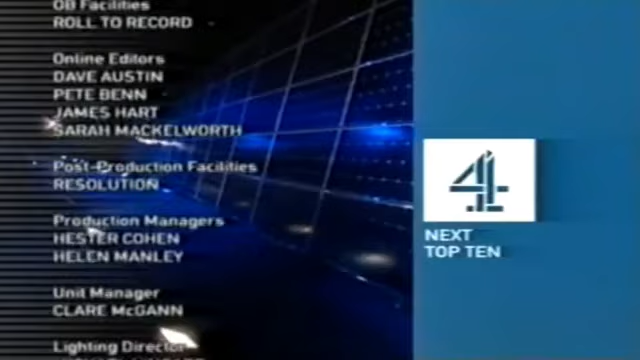 OB Facilities
ROLL TO RECORD
Online Editors
DAVE AUSTIN
PETE BENN
JAMES HART
SARAH MACKELWORTH
Post-Production Facilities
RESOLUTION
Production Managers
HESTER COHEN
HELEN MANLEY
Unit Manager
CLARE McGANN
Lighting Director
4
NEXT
TOP TEN